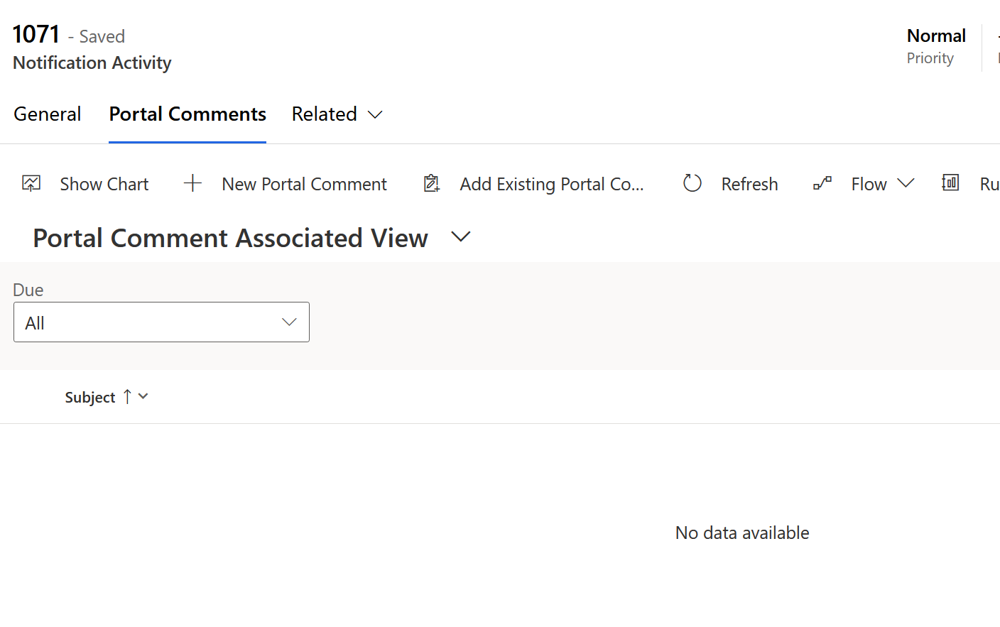 1071 - Saved
Notification Activity
Normal
Priority
General Portal Comments Related
Show Chart New Portal Comment Add Existing Portal Co... Refresh Flow Ru
Portal Comment Associated View
Due
All
Subject
No data available